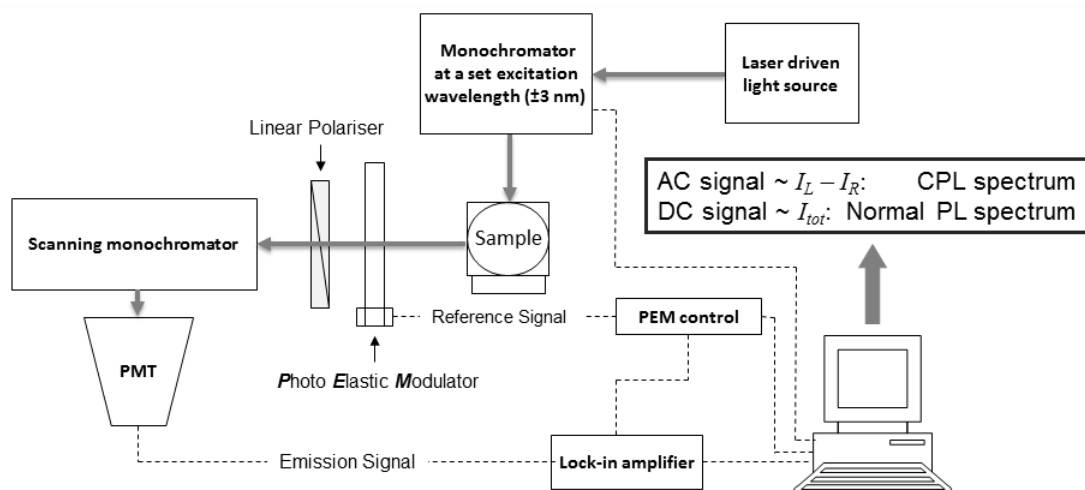 Monochromator
at a set excitation
wavelength (±3 nm)
Laser driven
light source
Linear Polariser
AC signal ~ I_L – I_R: CPL spectrum
DC signal ~ I_tot: Normal PL spectrum
Scanning monochromator
Sample
Reference Signal
PEM control
PMT
Photo Elastic Modulator
Emission Signal
Lock-in amplifier